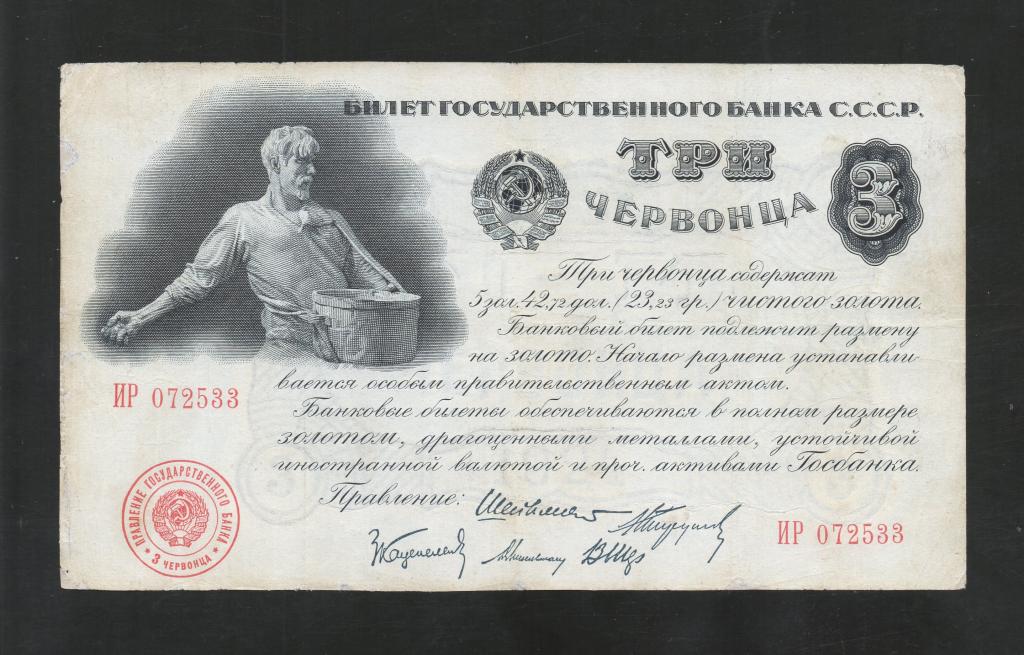 БИЛЕТ ГОСУДАРСТВЕННОГО БАНКА С.С.С.Р.
ТРИ
ЧЕРВОНЦА
3
Три червонца содержат
5 зол. 42,72 дол. (23,23 гр.) чистого золота.
Банковый билет подлежит размену
на золото. Начало размена устанавли
вается особым правительственным актом.
Банковые билеты обеспечиваются в полном размере
золотом, драгоценными металлами, устойчивой
иностранной валютой и проч. активами Госбанка.
ИР 072533
Правление:
ПРАВЛЕНИЕ ГОСУДАРСТВЕННОГО БАНКА
3 ЧЕРВОНЦА
ИР 072533